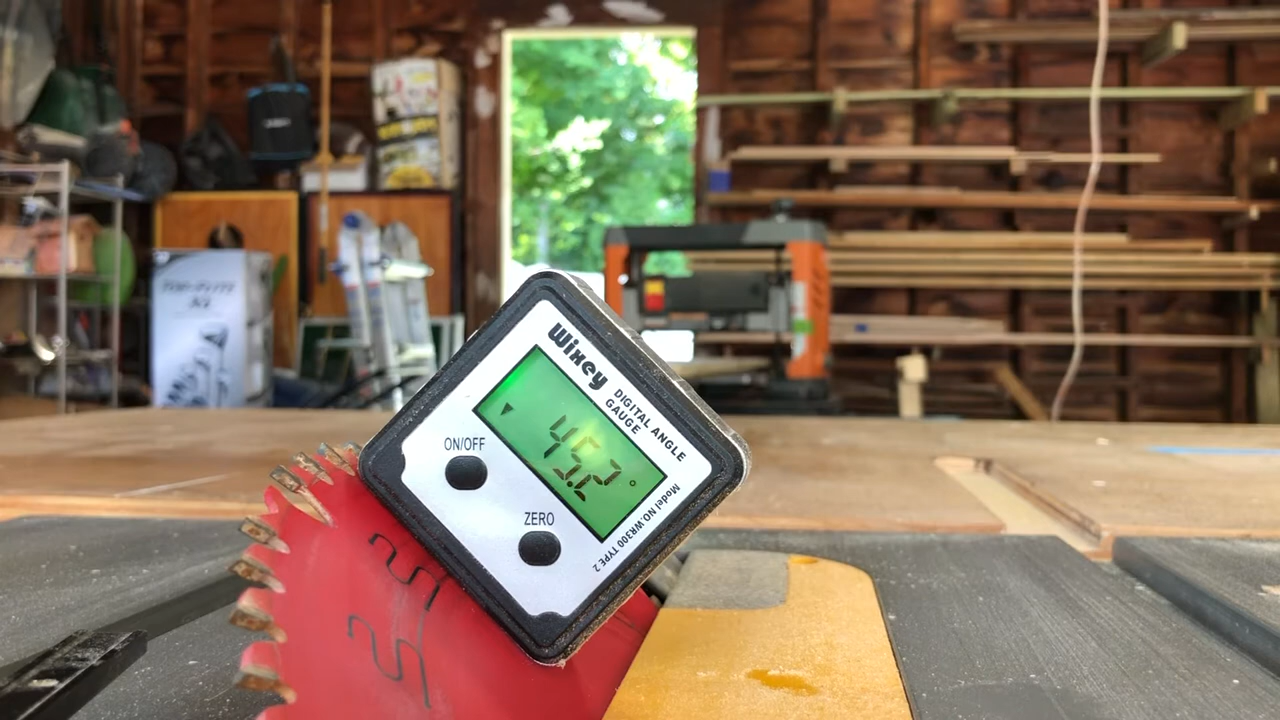 Wixey
DIGITAL ANGLE
GAUGE
45.2°
ON/OFF
ZERO
Model NO.WR300 TYPE 2